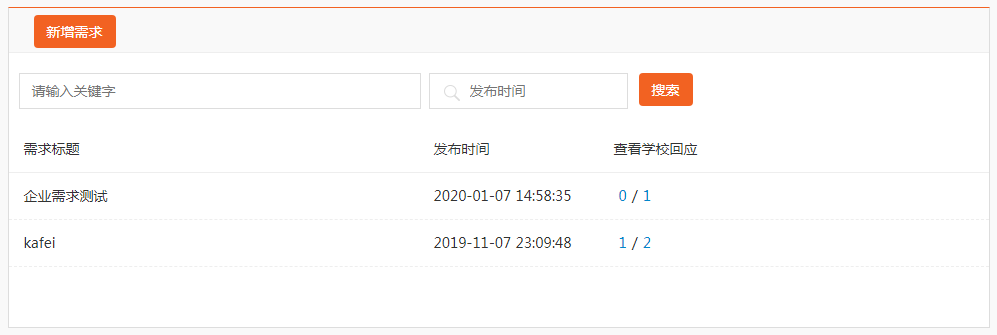 新增需求
请输入关键字 发布时间 搜索
需求标题 发布时间 查看学校回应
企业需求测试 2020-01-07 14:58:35 0 / 1
kafei 2019-11-07 23:09:48 1 / 2